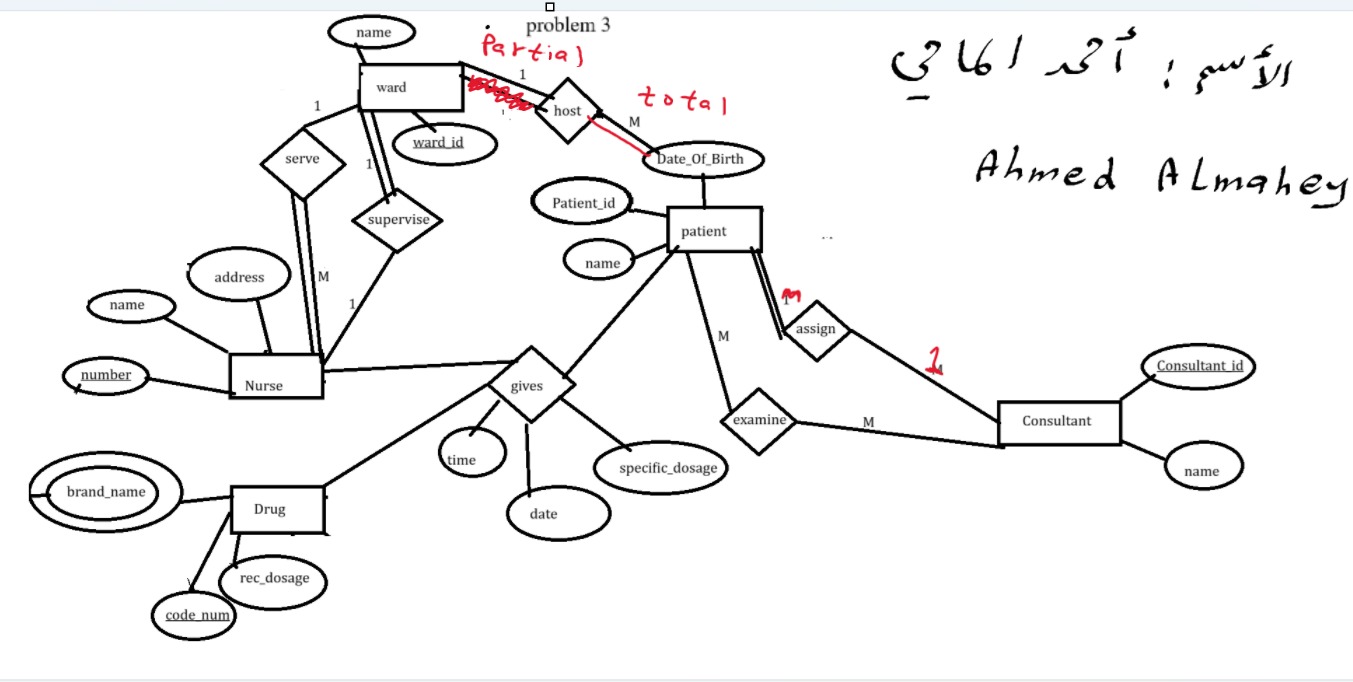 problem 3
name
partial
1
ward
host
total
M
1
ward_id
serve
1
Date_Of_Birth
supervise
Patient_id
patient
name
address
M
1
name
number
Nurse
M
m
assign
1
gives
examine
M
Consultant
Consultant_id
name
time
specific_dosage
date
brand_name
Drug
rec_dosage
code_num
الأسم : أحمد الماحي
Ahmed Almahey